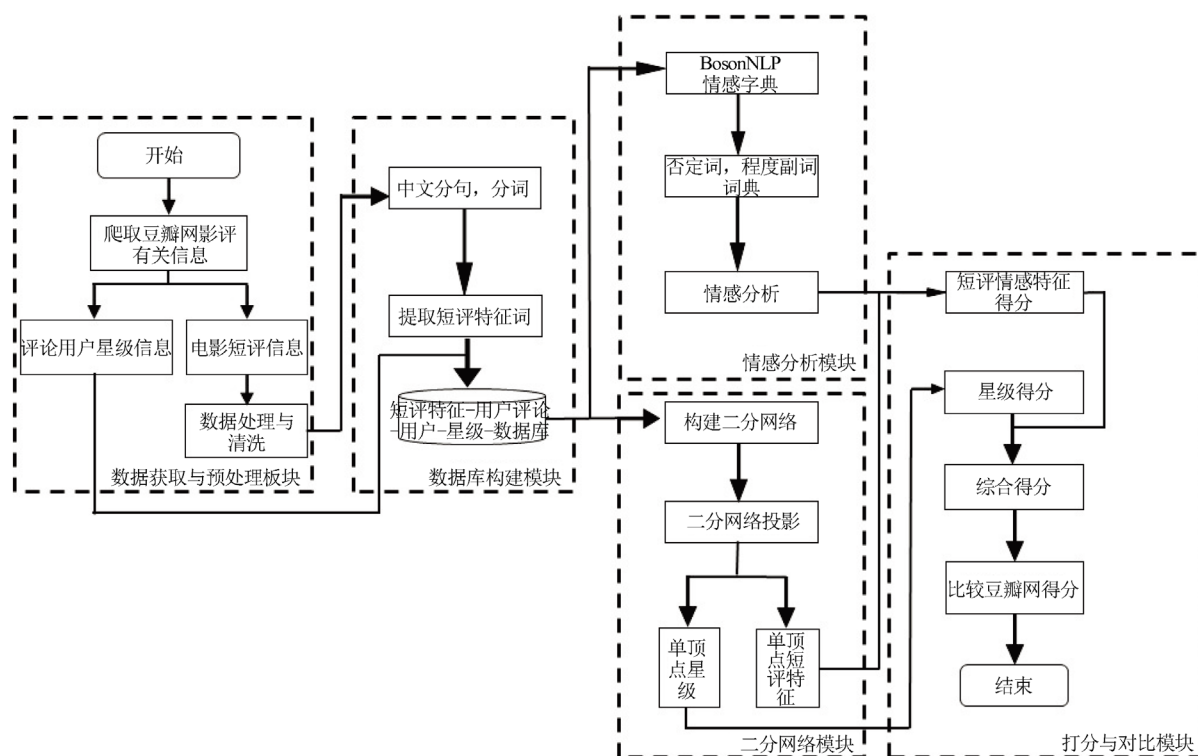 开始
爬取豆瓣网影评
有关信息
评论用户星级信息
电影短评信息
数据处理与
清洗
数据获取与预处理板块
中文分句，分词
提取短评特征词
短评特征-用户评论
-用户-星级-数据库
数据库构建模块
BosonNLP
情感字典
否定词，程度副词
词典
情感分析
情感分析模块
构建二分网络
二分网络投影
单顶
点星
级
单顶
点短
评特
征
二分网络模块
短评情感特征
得分
星级得分
综合得分
比较豆瓣网得分
结束
打分与对比模块